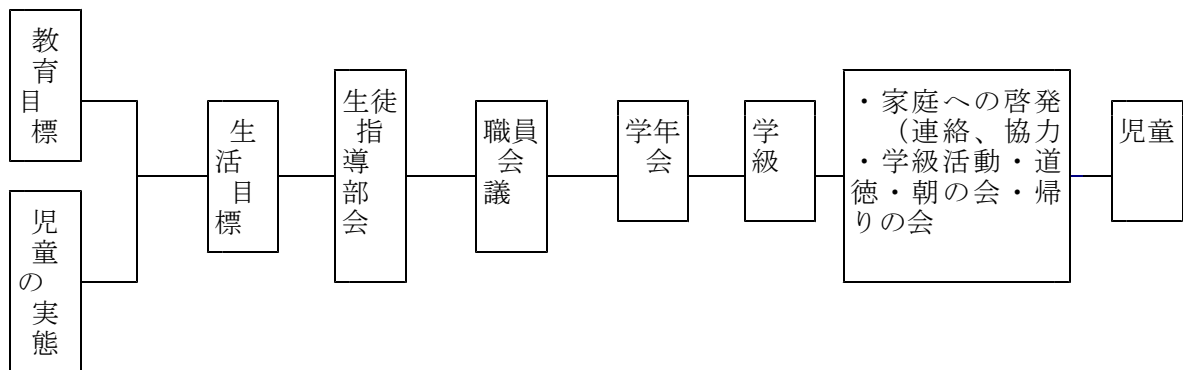 教
育
目
標
児
童
の
実
態
生
活
目
標
生徒
指
導
部
会
職員
会
議
学年
会
学
級
・家庭への啓発
（連絡、協力
・学級活動・道
徳・朝の会・帰
りの会
児童